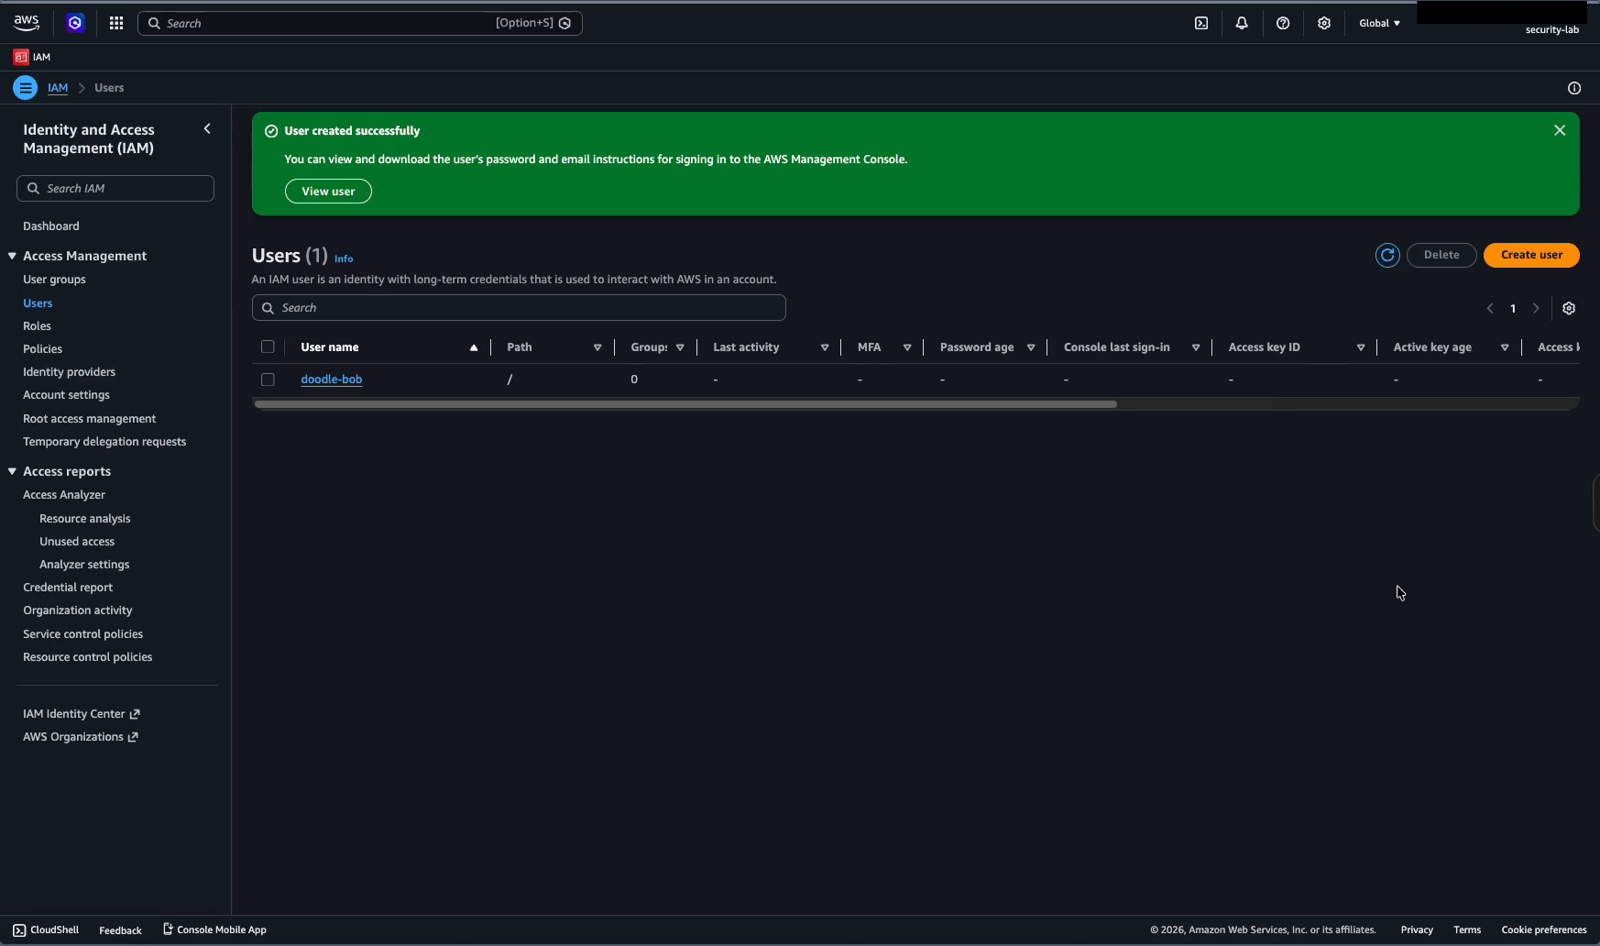 aws
Search [Option+S]
Global
security-lab
IAM
IAM Users
Identity and Access
Management (IAM)
Search IAM
Dashboard
Access Management
User groups
Users
Roles
Policies
Identity providers
Account settings
Root access management
Temporary delegation requests
Access reports
Access Analyzer
Resource analysis
Unused access
Analyzer settings
Credential report
Organization activity
Service control policies
Resource control policies
IAM Identity Center
AWS Organizations
User created successfully
You can view and download the user's password and email instructions for signing in to the AWS Management Console.
View user
Users (1) Info
Delete
Create user
An IAM user is an identity with long-term credentials that is used to interact with AWS in an account.
Search
1
User name Path Groups Last activity MFA Password age Console last sign-in Access key ID Active key age Access k
doodle-bob / 0 - - - - - - -
CloudShell Feedback Console Mobile App
© 2026, Amazon Web Services, Inc. or its affiliates. Privacy Terms Cookie preferences